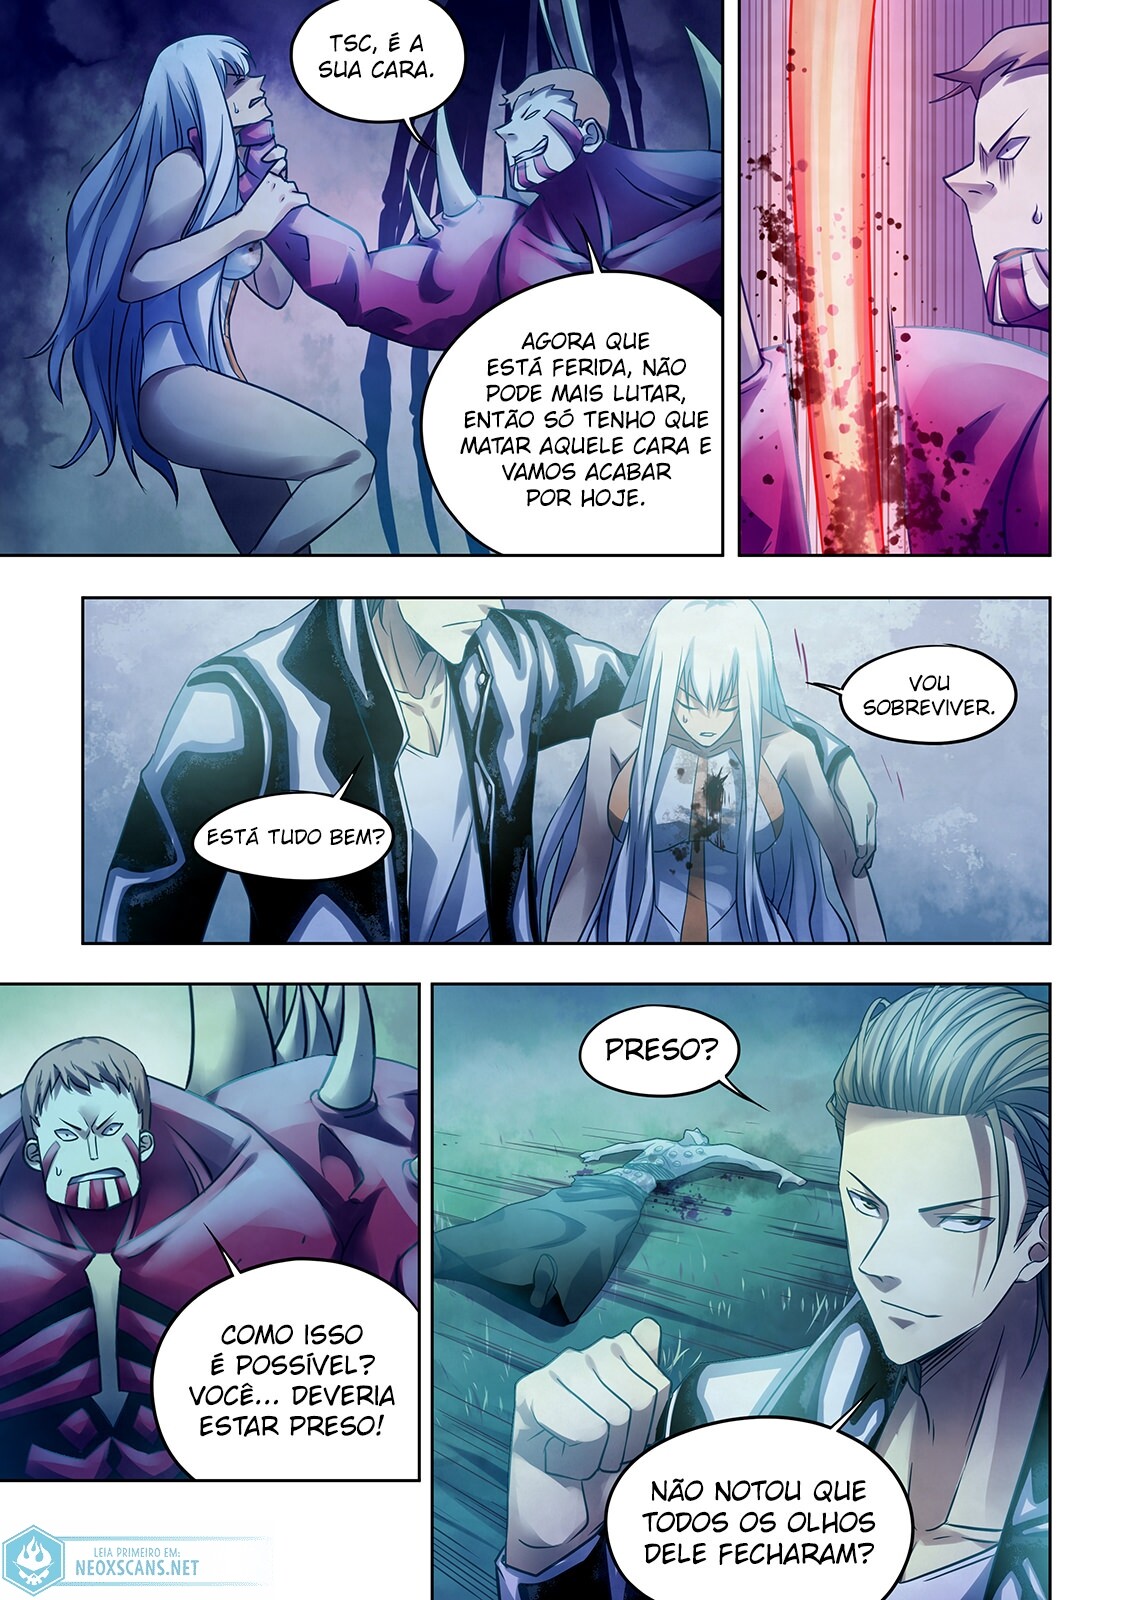 TSC, É A
SUA CARA.
AGORA QUE
ESTÁ FERIDA, NÃO
PODE MAIS LUTAR,
ENTÃO SÓ TENHO QUE
MATAR AQUELE CARA E
VAMOS ACABAR
POR HOJE.
ESTÁ TUDO BEM?
VOU
SOBREVIVER.
COMO ISSO
É POSSÍVEL?
VOCÊ... DEVERIA
ESTAR PRESO!
PRESO?
NÃO NOTOU QUE
TODOS OS OLHOS
DELE FECHARAM?
LEIA PRIMEIRO EM:
NEOXSCANS.NET